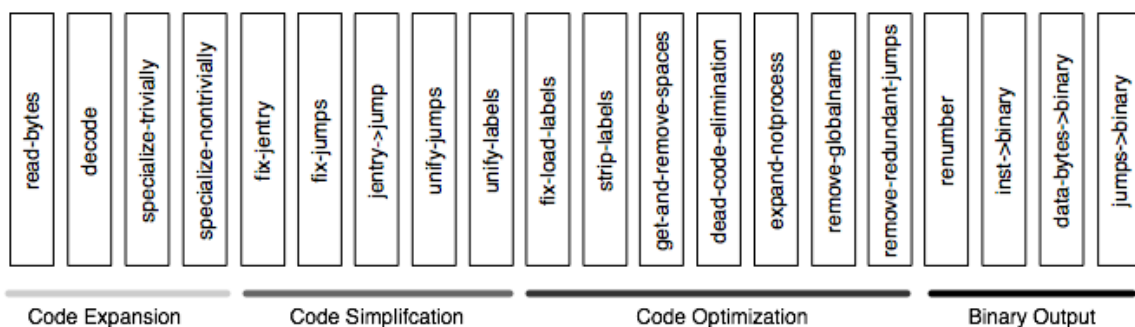 read-bytes
decode
specialize-trivially
specialize-nontrivially
fix-jentry
fix-jumps
jentry->jump
unify-jumps
unify-labels
fix-load-labels
strip-labels
get-and-remove-spaces
dead-code-elimination
expand-notprocess
remove-globalname
remove-redundant-jumps
renumber
inst->binary
data-bytes->binary
jumps->binary
Code Expansion
Code Simplifcation
Code Optimization
Binary Output